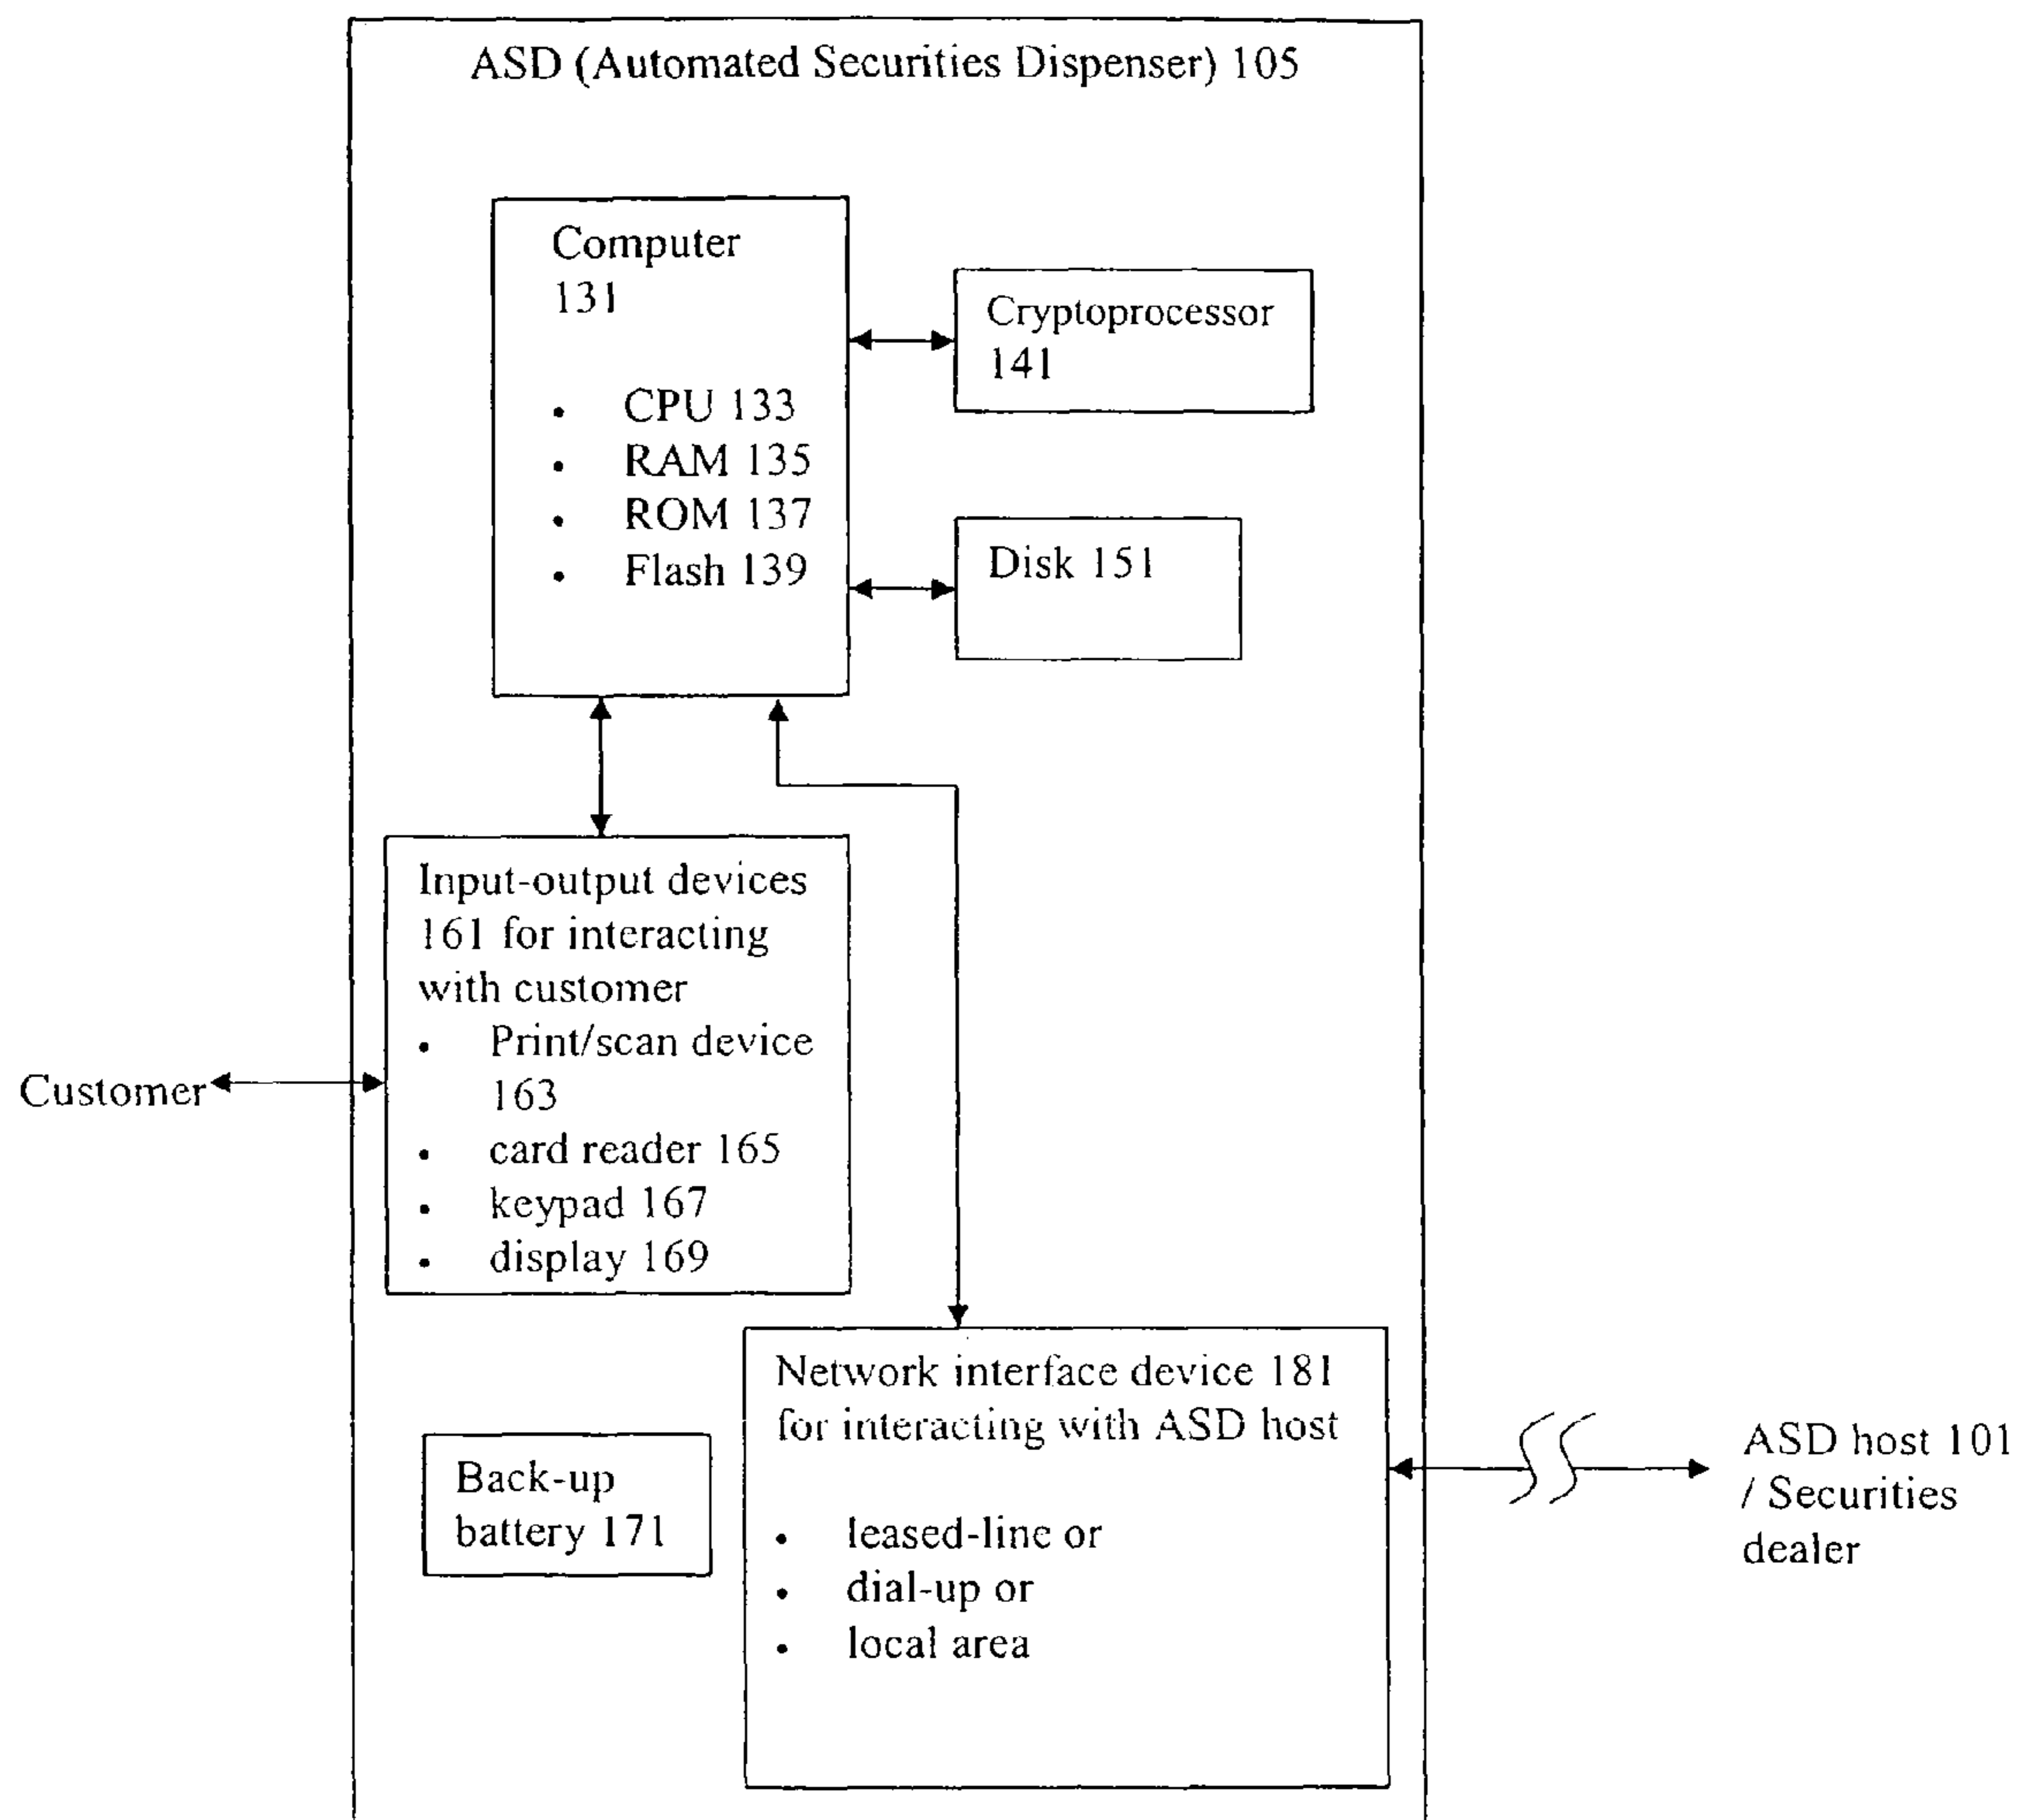 ASD (Automated Securities Dispenser) 105
Computer
131
• CPU 133
• RAM 135
• ROM 137
• Flash 139
Cryptoprocessor
141
Disk 151
Input-output devices
161 for interacting
with customer
• Print/scan device
163
• card reader 165
• keypad 167
• display 169
Customer
Network interface device 181
for interacting with ASD host
• leased-line or
• dial-up or
• local area
Back-up
battery 171
ASD host 101
/ Securities
dealer